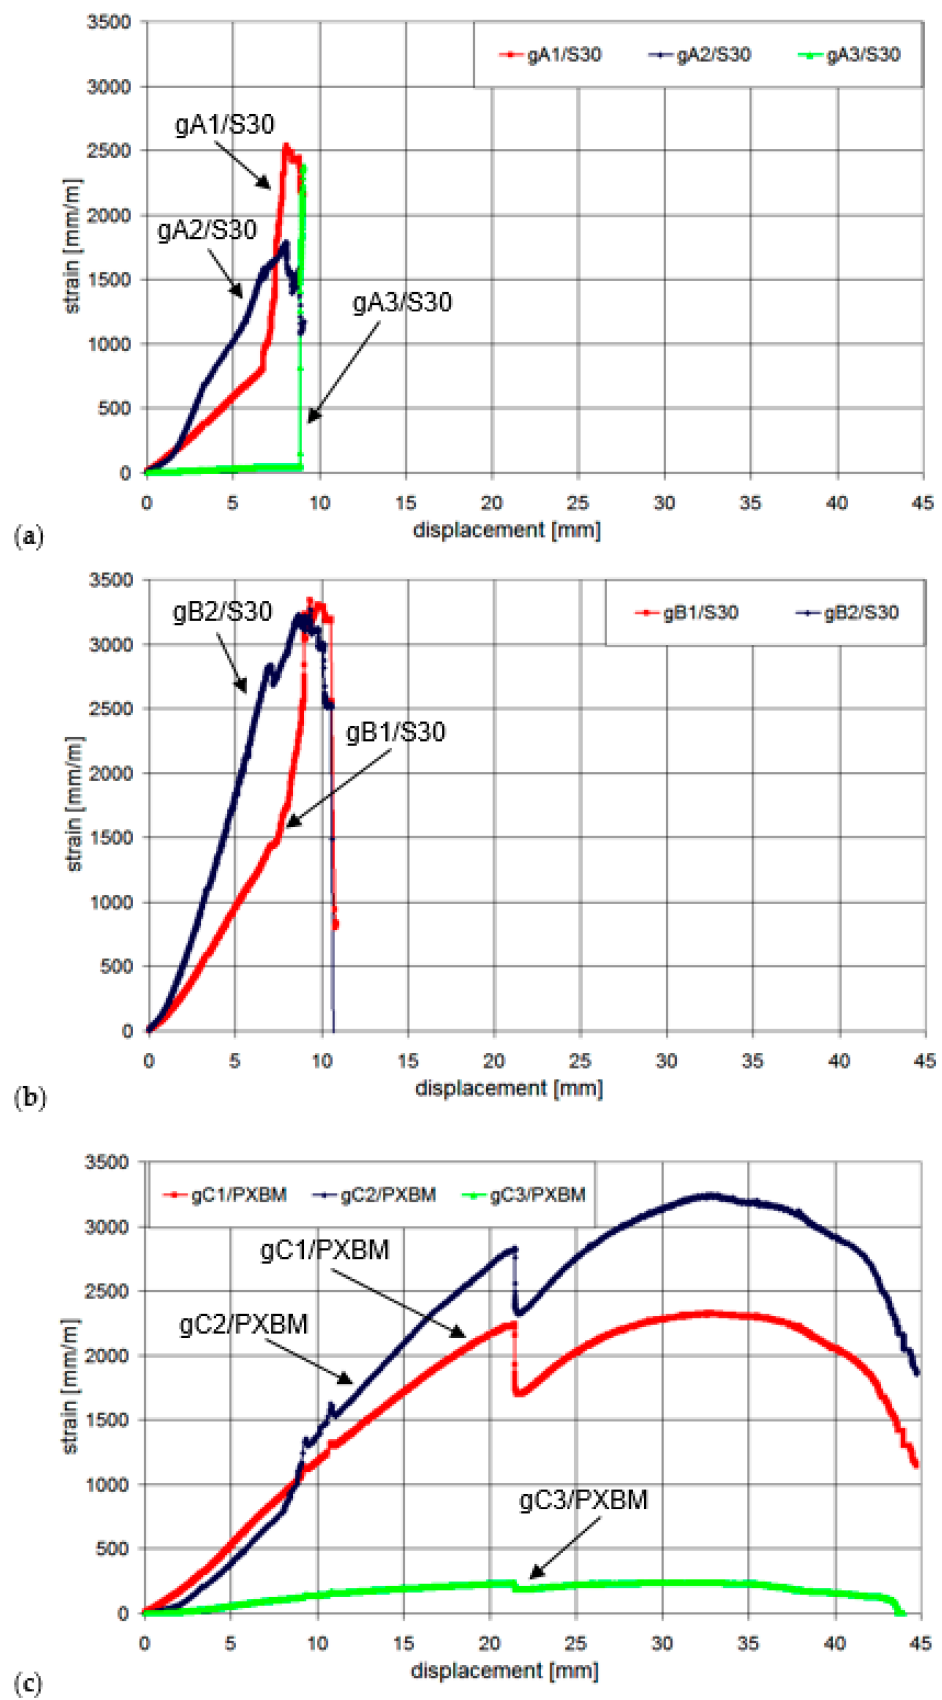 (a)
3500
3000
2500
2000
1500
1000
500
0
strain [mm/m]
gA1/S30 gA2/S30 gA3/S30
gA1/S30
gA2/S30
gA3/S30
0 5 10 15 20 25 30 35 40 45
displacement [mm]
(b)
3500
3000
2500
2000
1500
1000
500
0
strain [mm/m]
gB1/S30 gB2/S30
gB2/S30
gB1/S30
0 5 10 15 20 25 30 35 40 45
displacement [mm]
(c)
3500
3000
2500
2000
1500
1000
500
0
strain [mm/m]
gC1/PXBM gC2/PXBM gC3/PXBM
gC1/PXBM
gC2/PXBM
gC3/PXBM
0 5 10 15 20 25 30 35 40 45
displacement [mm]